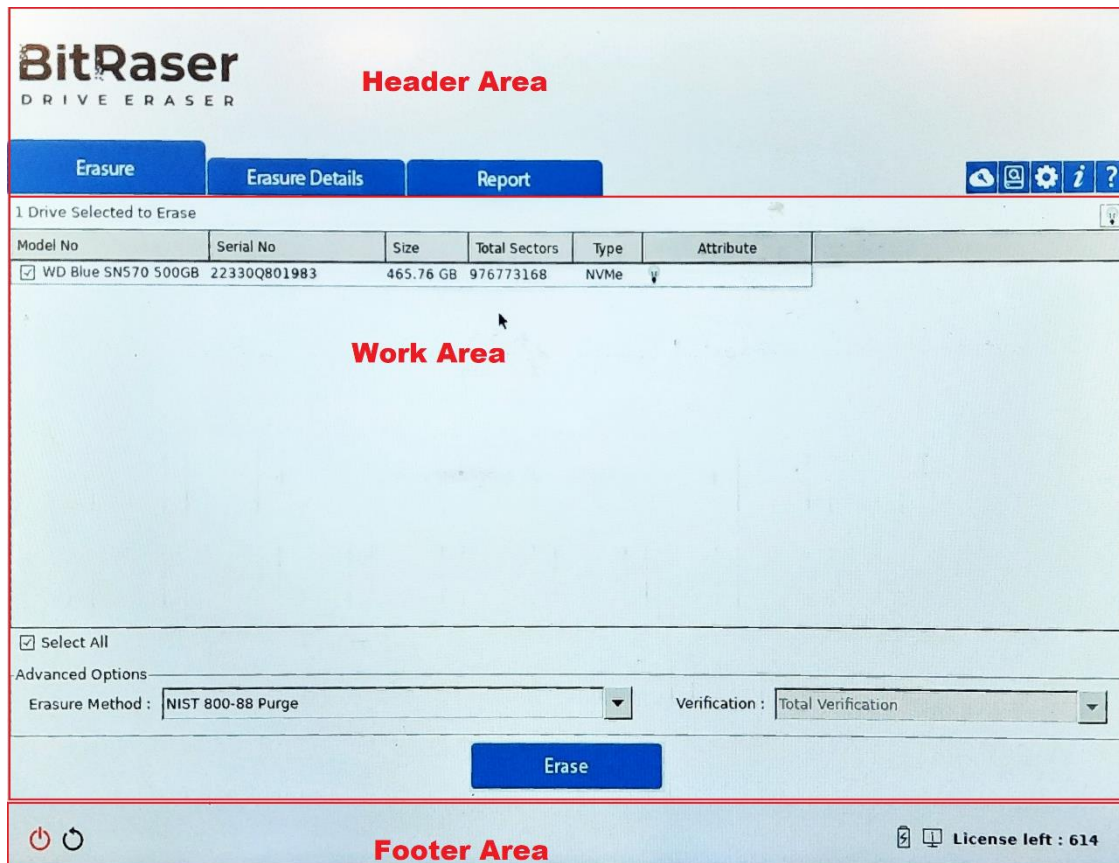 BitRaser
DRIVE ERASER
Header Area
Erasure Erasure Details Report i ?
1 Drive Selected to Erase
Model No Serial No Size Total Sectors Type Attribute
WD Blue SN570 500GB 22330Q801983 465.76 GB 976773168 NVMe
Work Area
Select All
Advanced Options
Erasure Method : NIST 800-88 Purge Verification : Total Verification
Erase
Footer Area
License left : 614